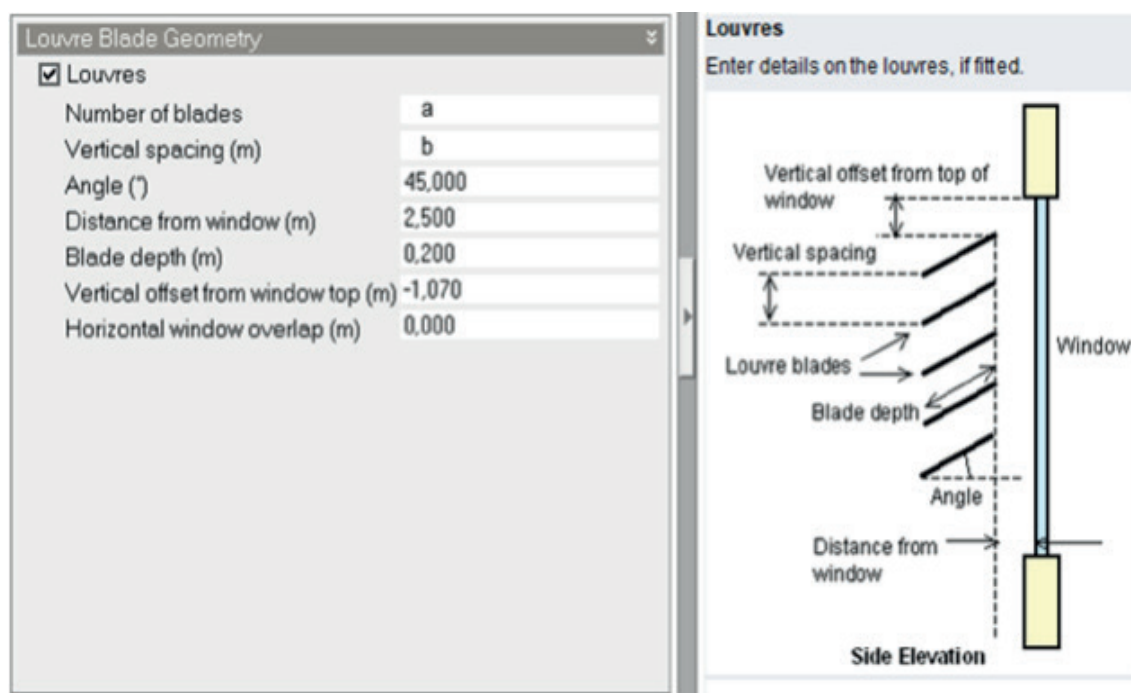 Louvre Blade Geometry
Louvres
Number of blades a
Vertical spacing (m) b
Angle (°) 45,000
Distance from window (m) 2,500
Blade depth (m) 0,200
Vertical offset from window top (m) -1,070
Horizontal window overlap (m) 0,000
Louvres
Enter details on the louvres, if fitted.
Vertical offset from top of
window
Vertical spacing
Louvre blades
Window
Blade depth
Angle
Distance from
window
Side Elevation